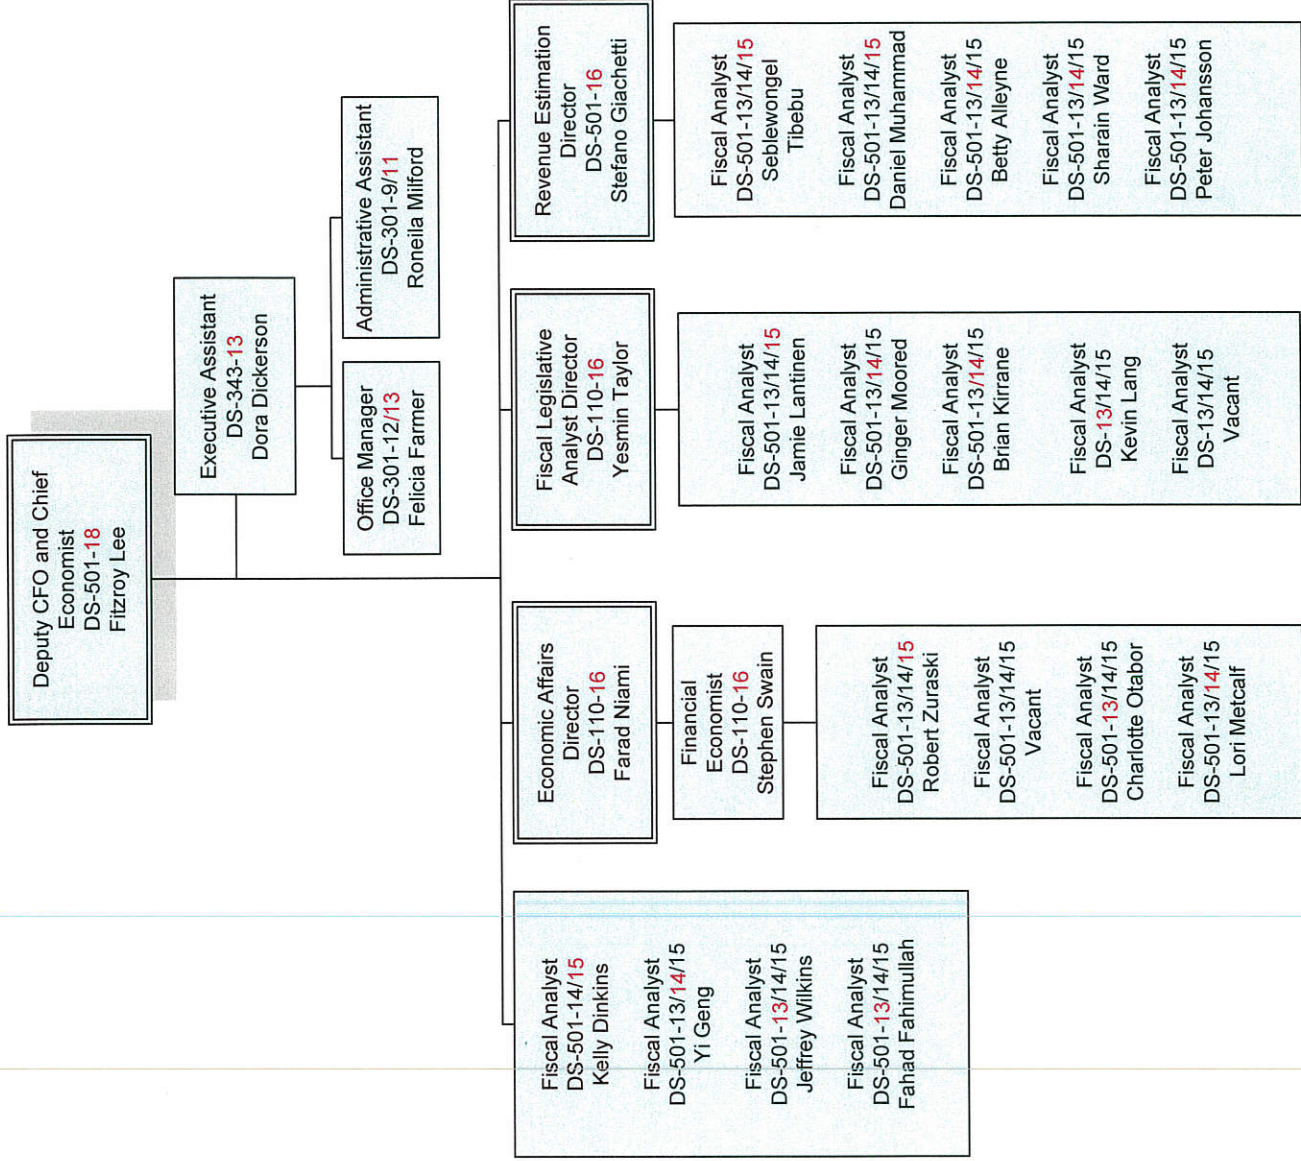 Deputy CFO and Chief
Economist
DS-501-18
Fitzroy Lee
Executive Assistant
DS-343-13
Dora Dickerson
Office Manager
DS-301-12/13
Felicia Farmer
Administrative Assistant
DS-301-9/11
Roneila Milford
Fiscal Analyst
DS-501-14/15
Kelly Dinkins
Fiscal Analyst
DS-501-13/14/15
Yi Geng
Fiscal Analyst
DS-501-13/14/15
Jeffrey Wilkins
Fiscal Analyst
DS-501-13/14/15
Fahad Fahimullah
Economic Affairs
Director
DS-110-16
Farad Niami
Financial
Economist
DS-110-16
Stephen Swain
Fiscal Analyst
DS-501-13/14/15
Robert Zuraski
Fiscal Analyst
DS-501-13/14/15
Vacant
Fiscal Analyst
DS-501-13/14/15
Charlotte Otabor
Fiscal Analyst
DS-501-13/14/15
Lori Metcalf
Fiscal Legislative
Analyst Director
DS-110-16
Yesmin Taylor
Fiscal Analyst
DS-501-13/14/15
Jamie Lantinen
Fiscal Analyst
DS-501-13/14/15
Ginger Moored
Fiscal Analyst
DS-501-13/14/15
Brian Kirrane
Fiscal Analyst
DS-13/14/15
Kevin Lang
Fiscal Analyst
DS-13/14/15
Vacant
Revenue Estimation
Director
DS-501-16
Stefano Giachetti
Fiscal Analyst
DS-501-13/14/15
Seblewongel
Tibebu
Fiscal Analyst
DS-501-13/14/15
Daniel Muhammad
Fiscal Analyst
DS-501-13/14/15
Betty Alleyne
Fiscal Analyst
DS-501-13/14/15
Sharain Ward
Fiscal Analyst
DS-501-13/14/15
Peter Johansson